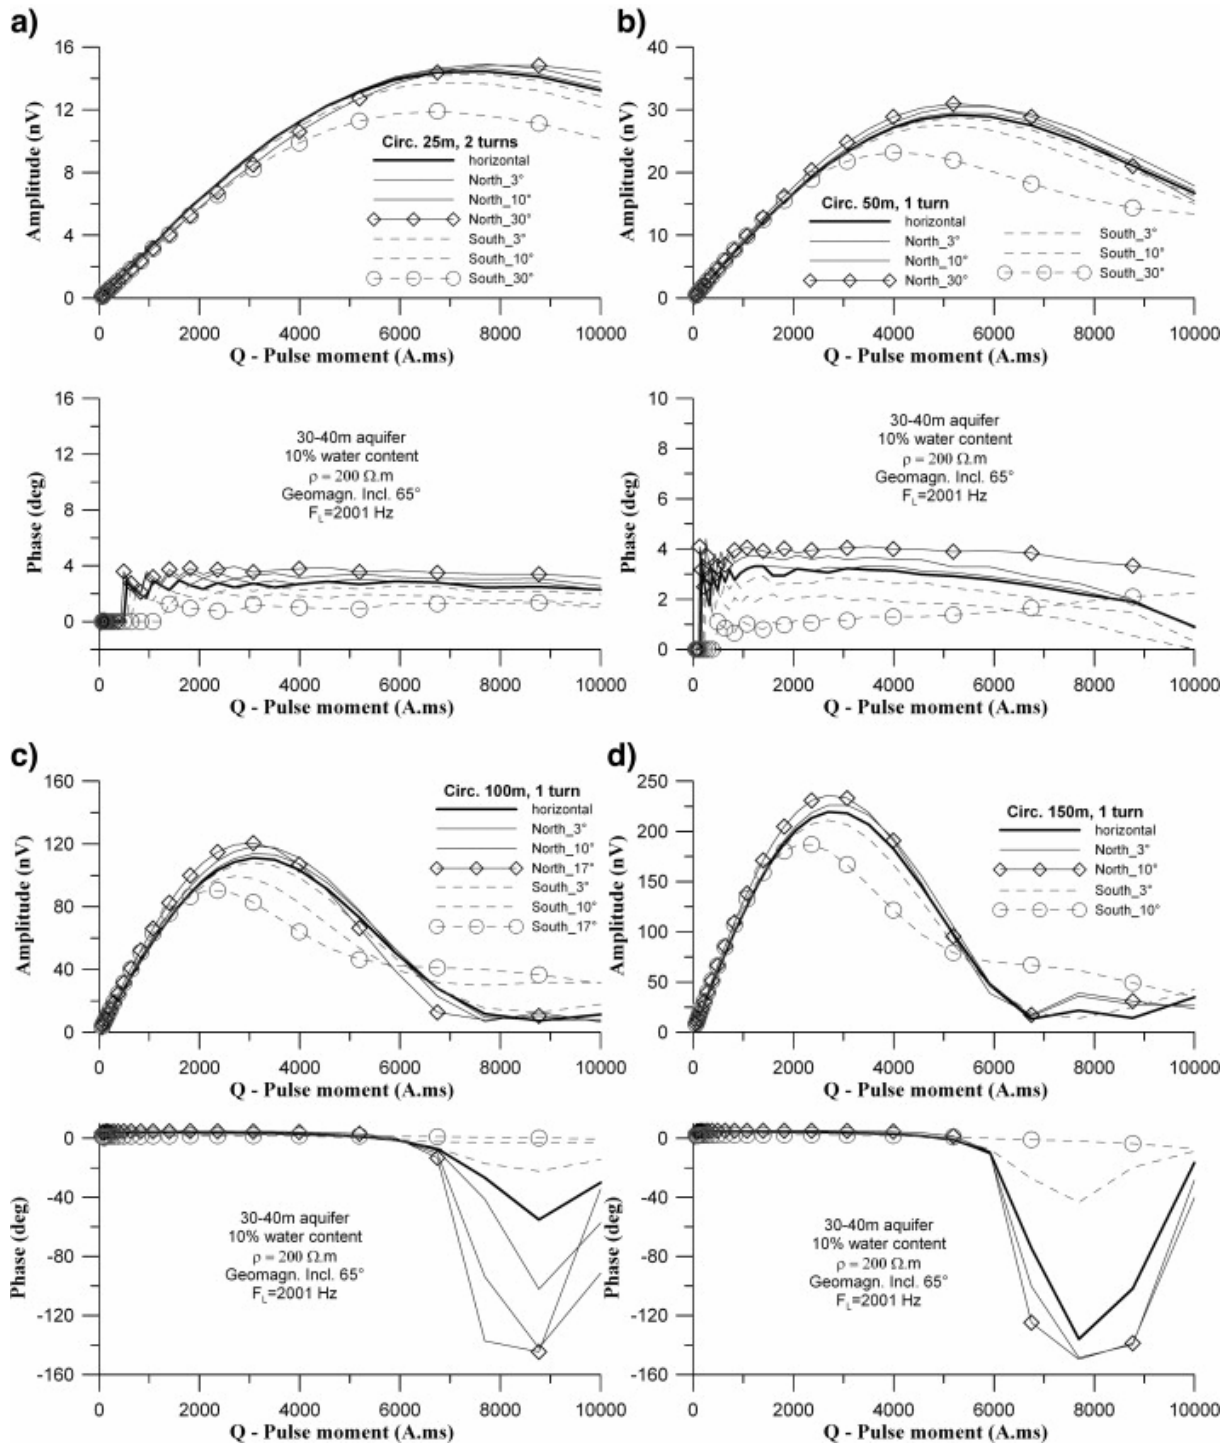 a)
16
12
8
4
0
Amplitude (nV)
Circ. 25m, 2 turns
horizontal
North_3°
North_10°
North_30°
South_3°
South_10°
South_30°
0 2000 4000 6000 8000 10000
Q - Pulse moment (A.ms)
16
12
8
4
0
Phase (deg)
30-40m aquifer
10% water content
ρ = 200 Ω.m
Geomagn. Incl. 65°
F_L=2001 Hz
0 2000 4000 6000 8000 10000
Q - Pulse moment (A.ms)
b)
50
40
30
20
10
0
Amplitude (nV)
Circ. 50m, 1 turn
horizontal
North_3°
North_10°
North_30°
South_3°
South_10°
South_30°
0 2000 4000 6000 8000 10000
Q - Pulse moment (A.ms)
10
8
6
4
2
0
Phase (deg)
30-40m aquifer
10% water content
ρ = 200 Ω.m
Geomagn. Incl. 65°
F_L=2001 Hz
0 2000 4000 6000 8000 10000
Q - Pulse moment (A.ms)
c)
160
120
80
40
0
Amplitude (nV)
Circ. 100m, 1 turn
horizontal
North_3°
North_10°
North_17°
South_3°
South_10°
South_17°
0 2000 4000 6000 8000 10000
Q - Pulse moment (A.ms)
0
-40
-80
-120
-160
Phase (deg)
30-40m aquifer
10% water content
ρ = 200 Ω.m
Geomagn. Incl. 65°
F_L=2001 Hz
0 2000 4000 6000 8000 10000
Q - Pulse moment (A.ms)
d)
250
200
150
100
50
0
Amplitude (nV)
Circ. 150m, 1 turn
horizontal
North_3°
North_10°
South_3°
South_10°
0 2000 4000 6000 8000 10000
Q - Pulse moment (A.ms)
0
-40
-80
-120
-160
Phase (deg)
30-40m aquifer
10% water content
ρ = 200 Ω.m
Geomagn. Incl. 65°
F_L=2001 Hz
0 2000 4000 6000 8000 10000
Q - Pulse moment (A.ms)